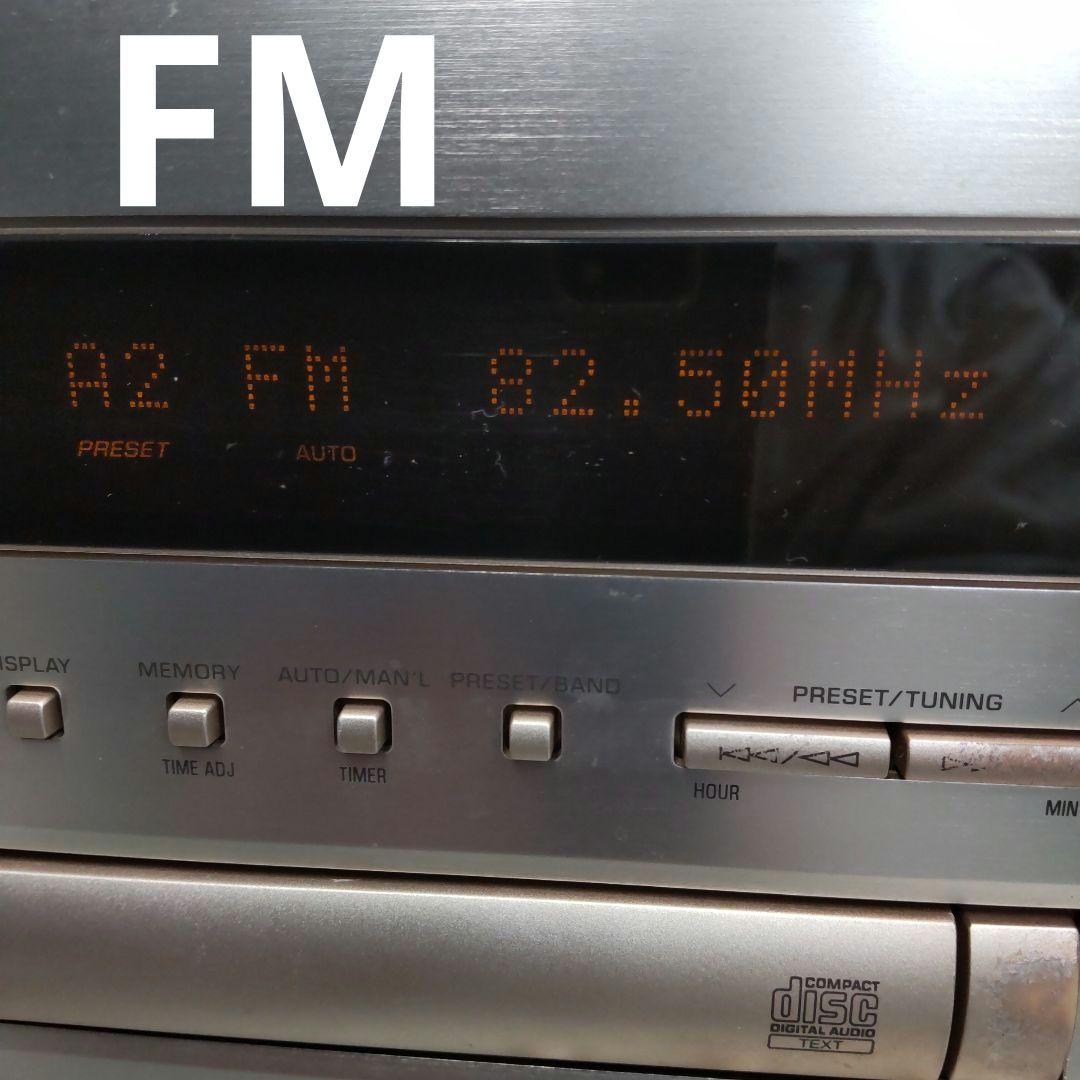 FM
A2 FM 82.50MHz
PRESET AUTO
ISPLAY MEMORY AUTO/MAN'L PRESET/BAND PRESET/TUNING
TIME ADJ TIMER HOUR MIN
COMPACT
disc
DIGITAL AUDIO
TEXT